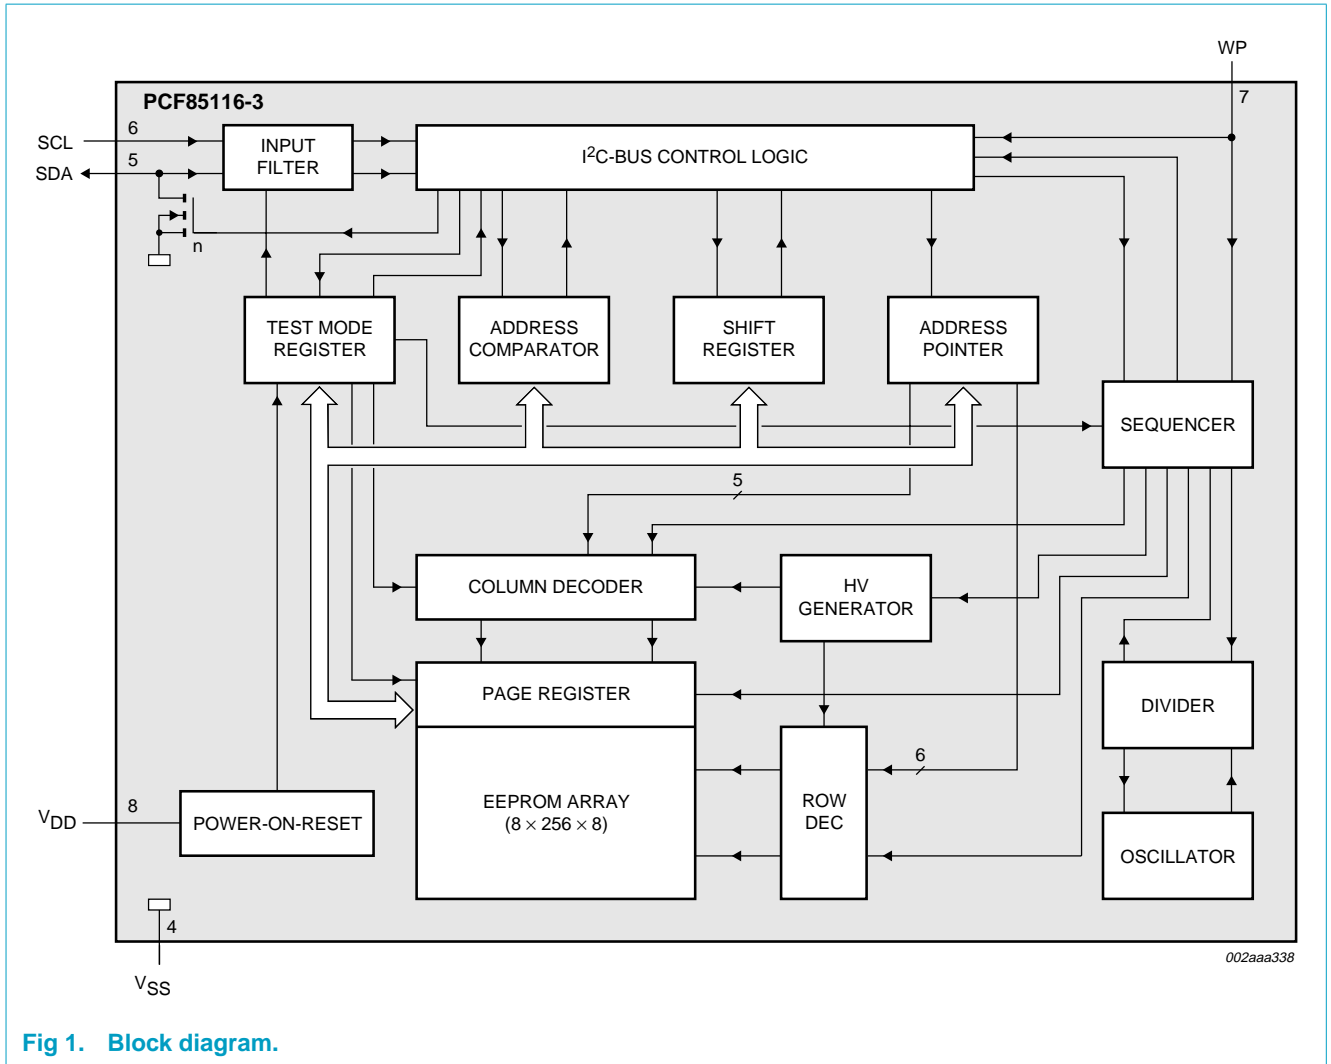 WP
7
PCF85116-3
SCL
6
SDA
5
INPUT
FILTER
I2C-BUS CONTROL LOGIC
n
TEST MODE
REGISTER
ADDRESS
COMPARATOR
SHIFT
REGISTER
ADDRESS
POINTER
SEQUENCER
5
COLUMN DECODER
HV
GENERATOR
PAGE REGISTER
DIVIDER
6
EEPROM ARRAY
(8 × 256 × 8)
ROW
DEC
OSCILLATOR
VDD
8
POWER-ON-RESET
4
VSS
002aaa338
Fig 1. Block diagram.